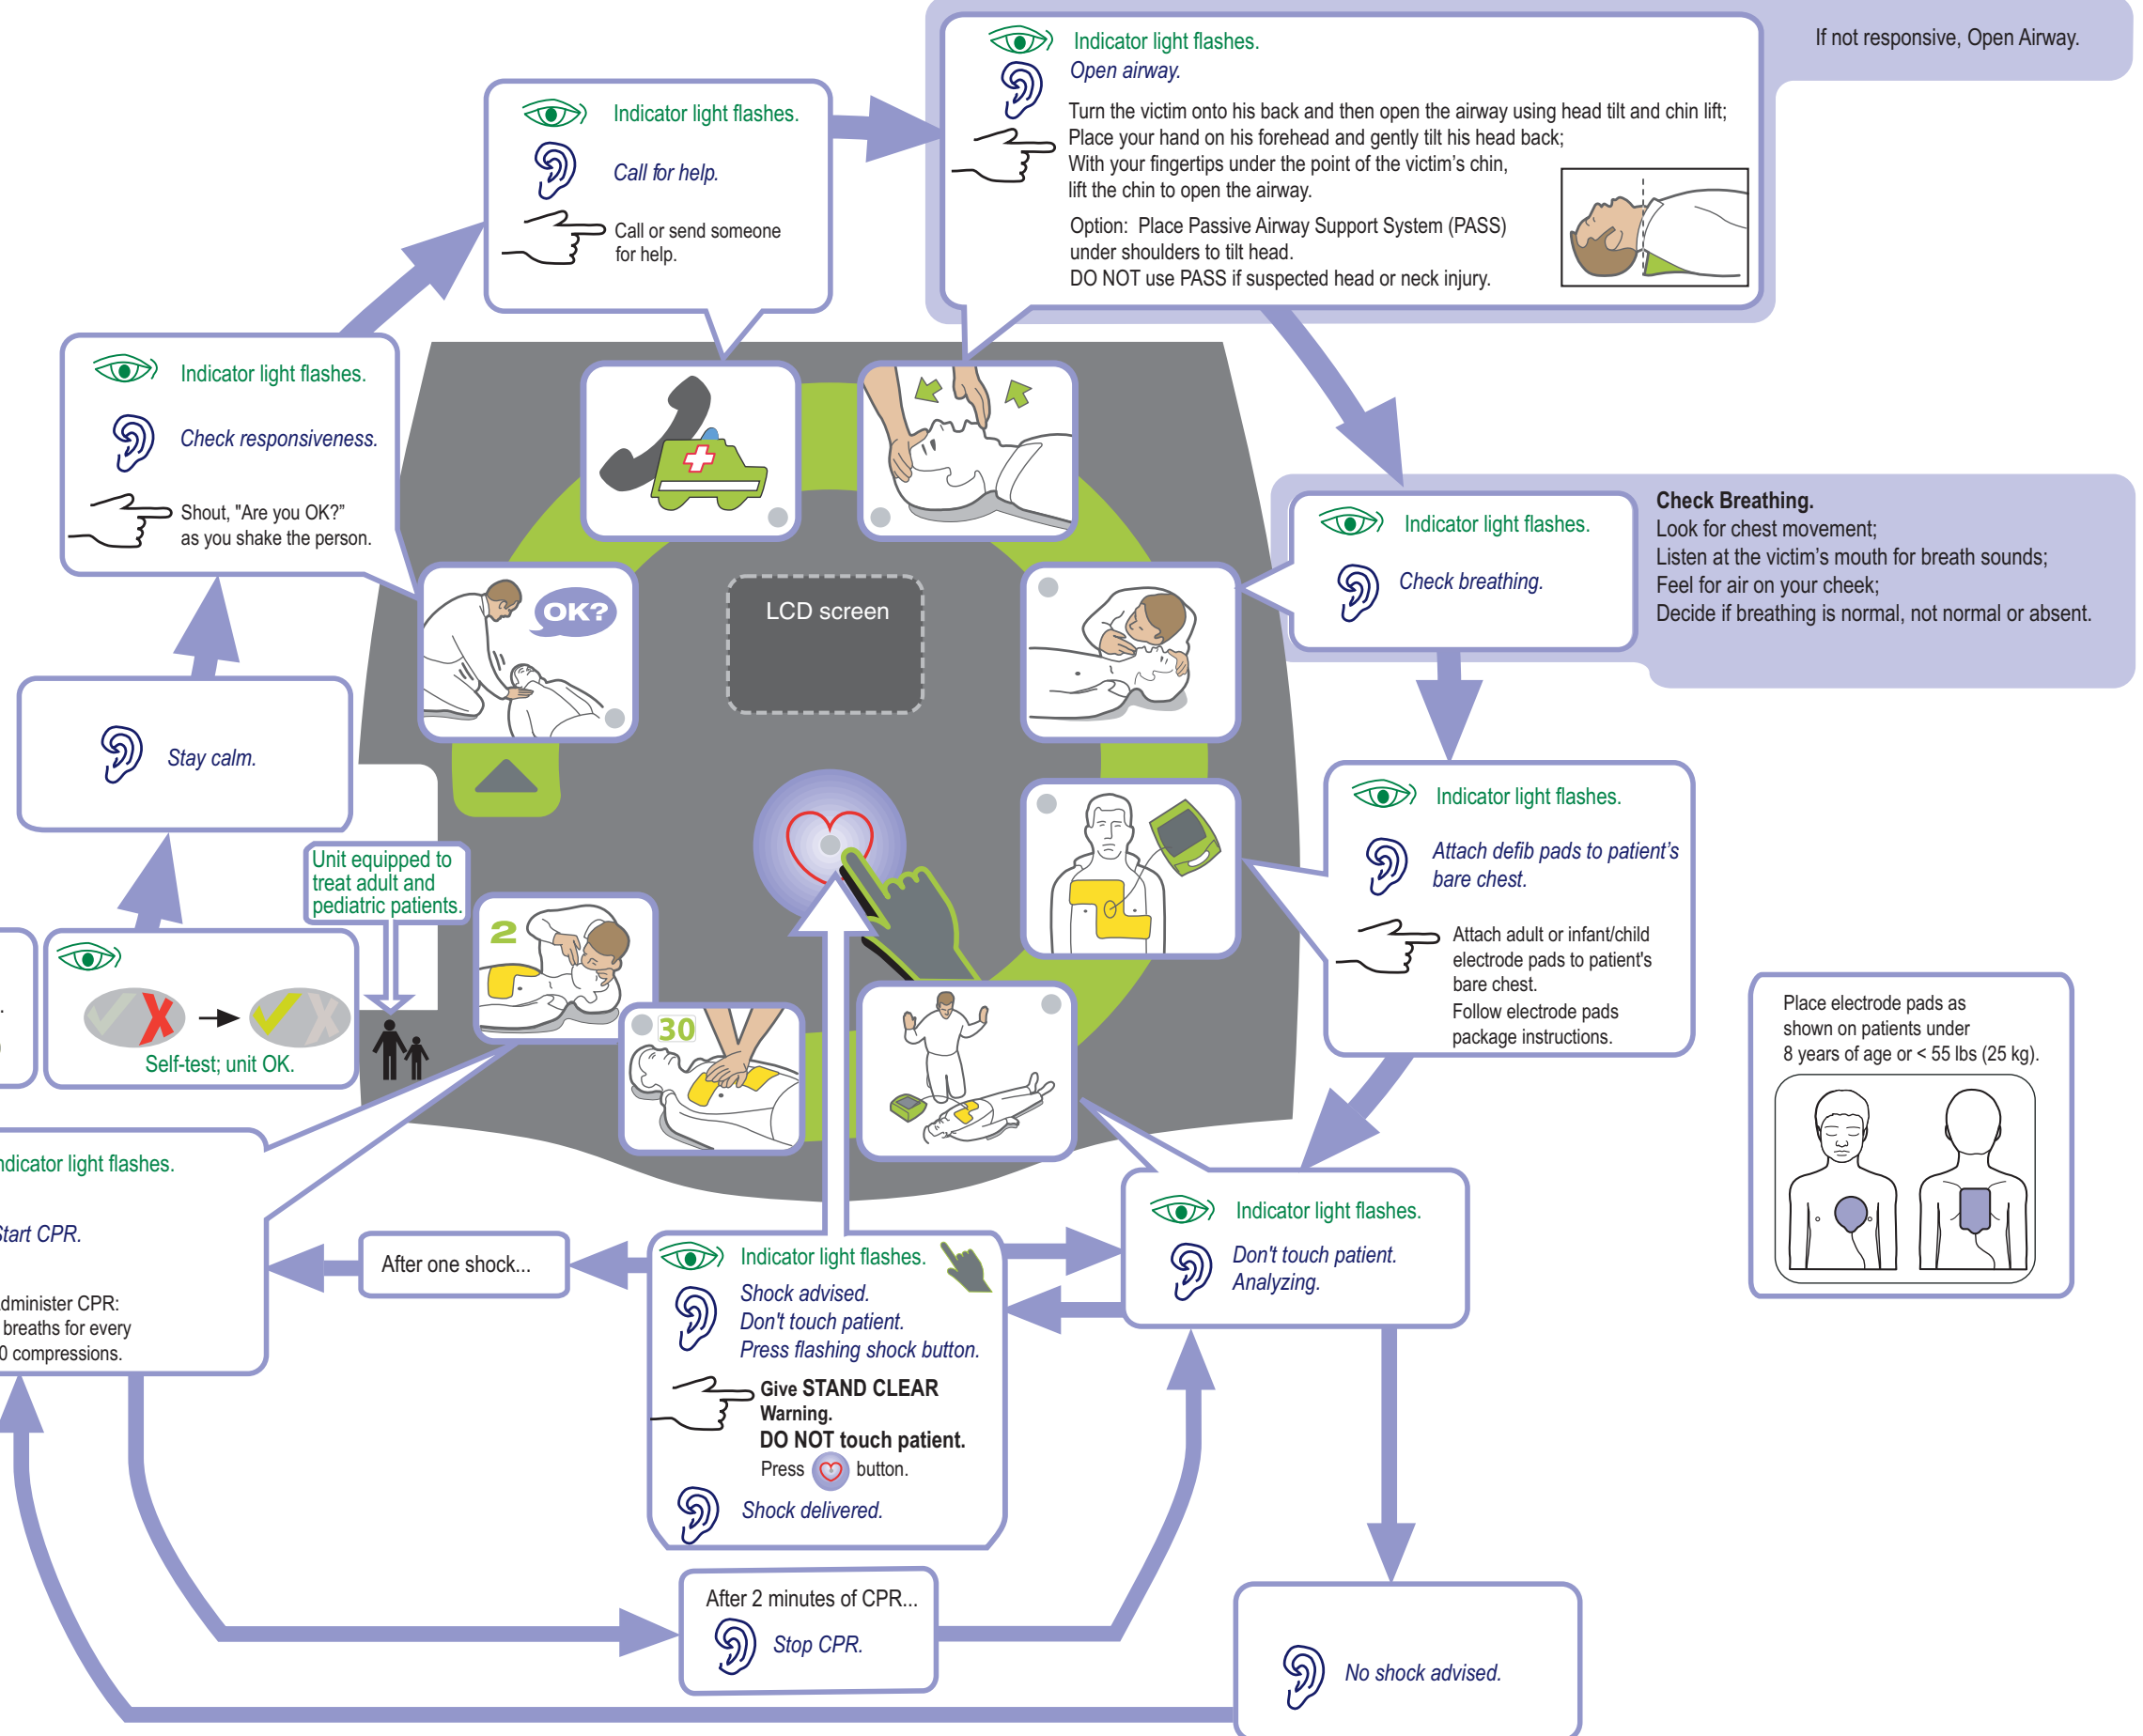 Indicator light flashes.
Open airway.
Turn the victim onto his back and then open the airway using head tilt and chin lift;
Place your hand on his forehead and gently tilt his head back;
With your fingertips under the point of the victim's chin,
lift the chin to open the airway.
Option: Place Passive Airway Support System (PASS)
under shoulders to tilt head.
DO NOT use PASS if suspected head or neck injury.
If not responsive, Open Airway.
Indicator light flashes.
Call for help.
Call or send someone
for help.
Indicator light flashes.
Check responsiveness.
Shout, "Are you OK?”
as you shake the person.
OK?
LCD screen
Indicator light flashes.
Check breathing.
Check Breathing.
Look for chest movement;
Listen at the victim's mouth for breath sounds;
Feel for air on your cheek;
Decide if breathing is normal, not normal or absent.
Stay calm.
Unit equipped to
treat adult and
pediatric patients.
Self-test; unit OK.
2
30
Indicator light flashes.
Attach defib pads to patient's
bare chest.
Attach adult or infant/child
electrode pads to patient's
bare chest.
Follow electrode pads
package instructions.
Place electrode pads as
shown on patients under
8 years of age or < 55 lbs (25 kg).
ndicator light flashes.
Start CPR.
dminister CPR:
breaths for every
0 compressions.
After one shock...
Indicator light flashes.
Shock advised.
Don't touch patient.
Press flashing shock button.
Give STAND CLEAR
Warning.
DO NOT touch patient.
Press button.
Shock delivered.
Indicator light flashes.
Don't touch patient.
Analyzing.
After 2 minutes of CPR...
Stop CPR.
No shock advised.